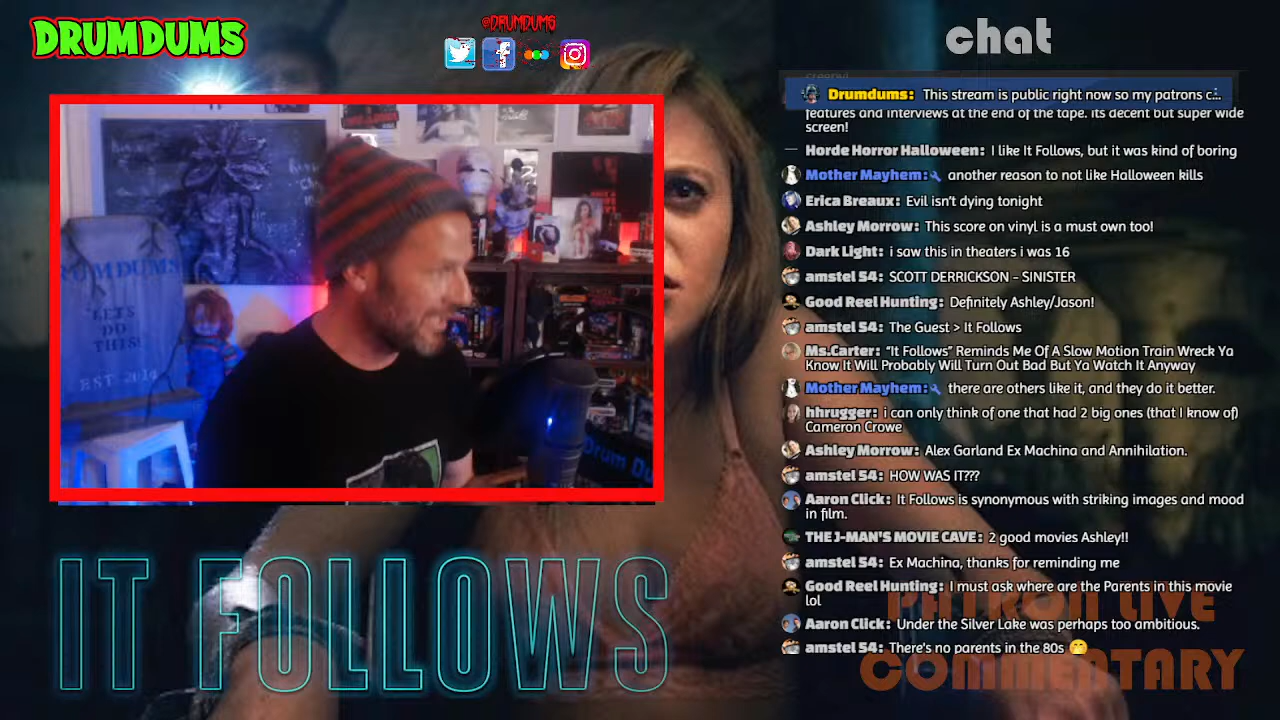 DRUMDUMS
@DRUMDUMS
chat
Drumdums: This stream is public right now so my patrons c...
features and interviews at the end of the tape. its decent but super wide
screen!
Horde Horror Halloween: I like It Follows, but it was kind of boring
Mother Mayhem: another reason to not like Halloween kills
Erica Breaux: Evil isn't dying tonight
Ashley Morrow: This score on vinyl is a must own too!
Dark Light: i saw this in theaters i was 16
amstel 54: SCOTT DERRICKSON - SINISTER
Good Reel Hunting: Definitely Ashley/Jason!
amstel 54: The Guest > It Follows
Ms.Carter: “It Follows” Reminds Me Of A Slow Motion Train Wreck Ya
Know It Will Probably Will Turn Out Bad But Ya Watch It Anyway
Mother Mayhem: there are others like it, and they do it better.
hhrugger: i can only think of one that had 2 big ones (that I know of)
Cameron Crowe
Ashley Morrow: Alex Garland Ex Machina and Annihilation.
amstel 54: HOW WAS IT???
Aaron Click: It Follows is synonymous with striking images and mood
in film.
THE J-MAN'S MOVIE CAVE: 2 good movies Ashley!!
amstel 54: Ex Machina, thanks for reminding me
Good Reel Hunting: I must ask where are the Parents in this movie
lol
Aaron Click: Under the Silver Lake was perhaps too ambitious.
amstel 54: There's no parents in the 80s 🤭
PATRON LIVE
COMMENTARY
DRUMDUMS
LETS
DO
THIS!
EST. 2014
Drum Du
IT FOLLOWS